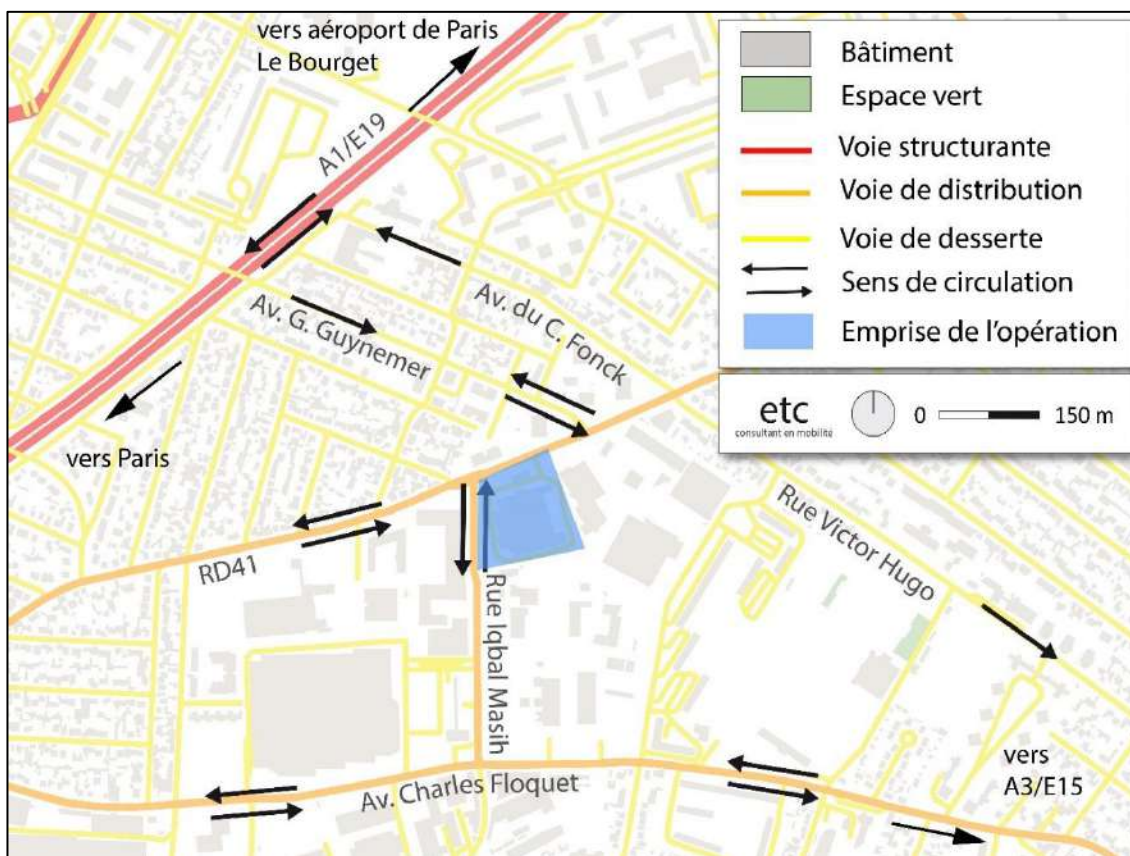 vers aéroport de Paris
Le Bourget
A1/E19
Av. G. Guynemer
Av. du C. Fonck
vers Paris
RD41
Rue Iqbal Masih
Rue Victor Hugo
Av. Charles Floquet
vers
A3/E15
Bâtiment
Espace vert
Voie structurante
Voie de distribution
Voie de desserte
Sens de circulation
Emprise de l'opération
etc
consultant en mobilité
0 150 m